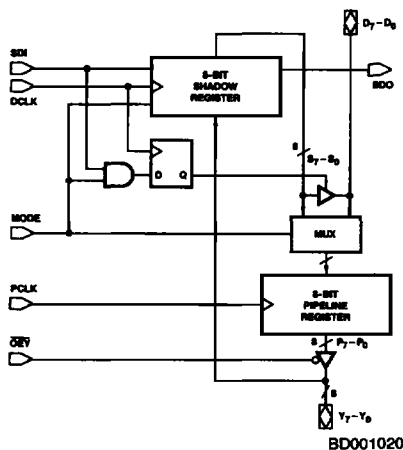 D7-D0
SDI
DCLK
8-BIT
SHADOW
REGISTER
SDO
8
S7-S0
D Q
MODE
MUX
PCLK
8-BIT
PIPELINE
REGISTER
8 P7-P0
OEY
8
Y7-Y0
BD001020